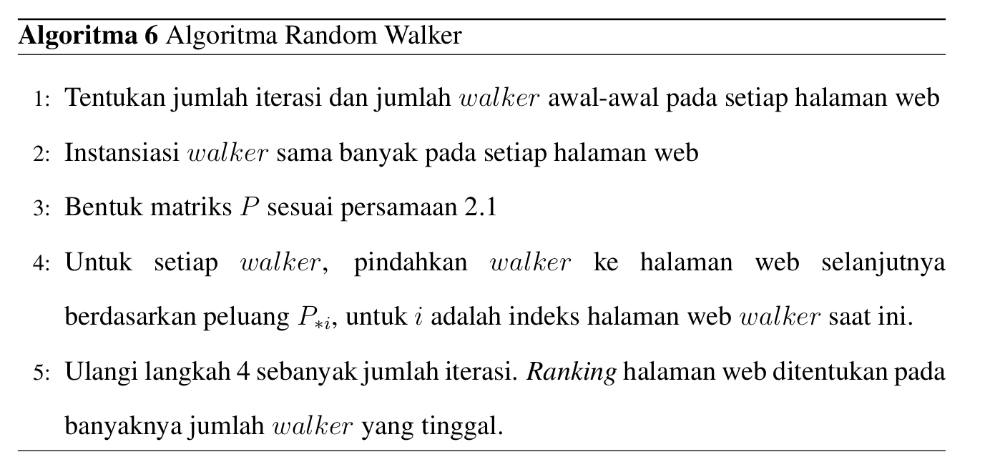 Algoritma 6 Algoritma Random Walker
1: Tentukan jumlah iterasi dan jumlah walker awal-awal pada setiap halaman web
2: Instansiasi walker sama banyak pada setiap halaman web
3: Bentuk matriks P sesuai persamaan 2.1
4: Untuk setiap walker, pindahkan walker ke halaman web selanjutnya
berdasarkan peluang P∗i, untuk i adalah indeks halaman web walker saat ini.
5: Ulangi langkah 4 sebanyak jumlah iterasi. Ranking halaman web ditentukan pada
banyaknya jumlah walker yang tinggal.